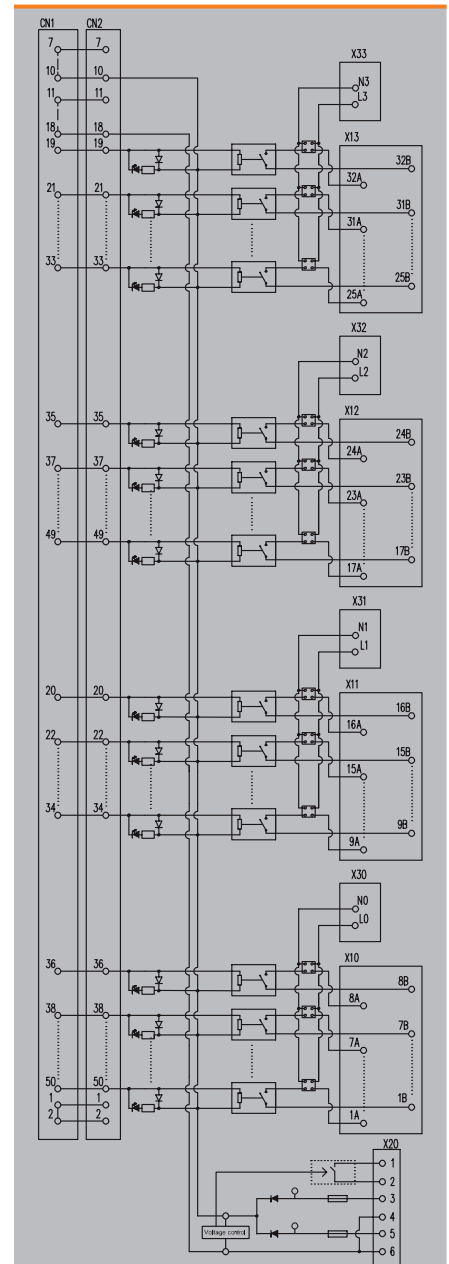 CN1 CN2
7 7
10 10
11 11
18 18
19 19
21 21
33 33
X33
N3
L3
X13
32B
32A
31B
31A
25B
25A
35 35
37 37
49 49
X32
N2
L2
X12
24B
24A
23B
23A
17B
17A
20 20
22 22
34 34
X31
N1
L1
X11
16B
16A
15B
15A
9B
9A
36 36
38 38
50 50
1 1
2 2
X30
N0
L0
X10
8B
8A
7B
7A
1B
1A
X20
1
2
3
4
5
6
Voltage control